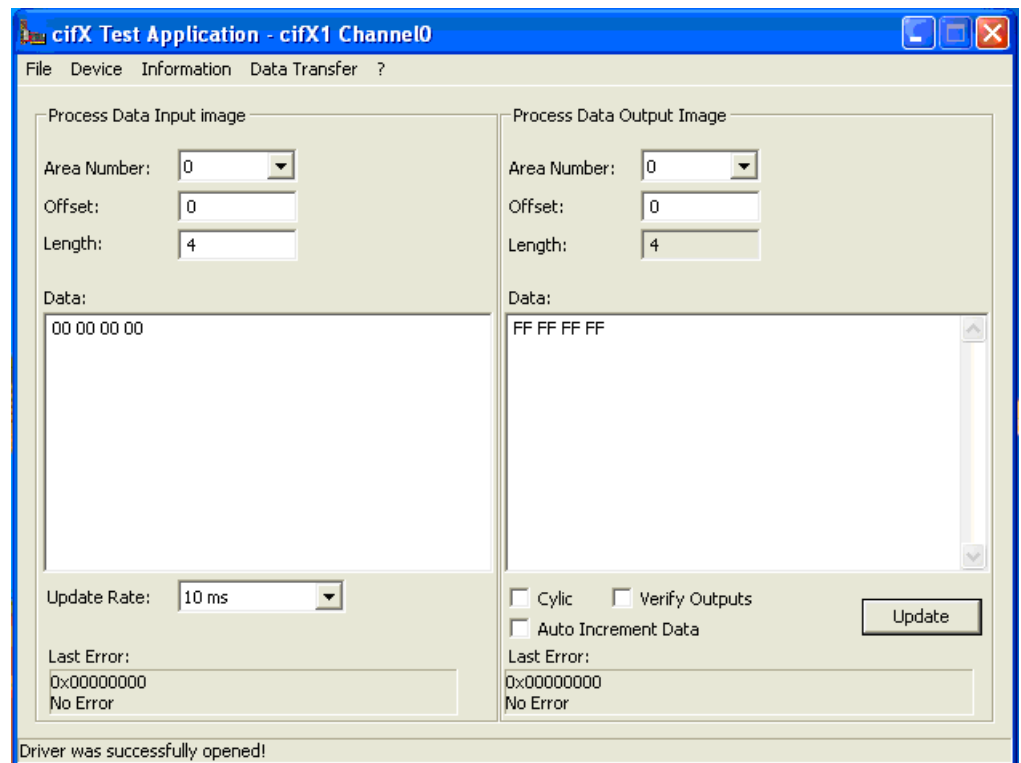 cifX Test Application - cifX1 Channel0
File Device Information Data Transfer ?
Process Data Input image
Area Number: 0
Offset: 0
Length: 4
Data:
00 00 00 00
Update Rate: 10 ms
Last Error:
0x00000000
No Error
Process Data Output Image
Area Number: 0
Offset: 0
Length: 4
Data:
FF FF FF FF
Cylic Verify Outputs
Auto Increment Data
Update
Last Error:
0x00000000
No Error
Driver was successfully opened!